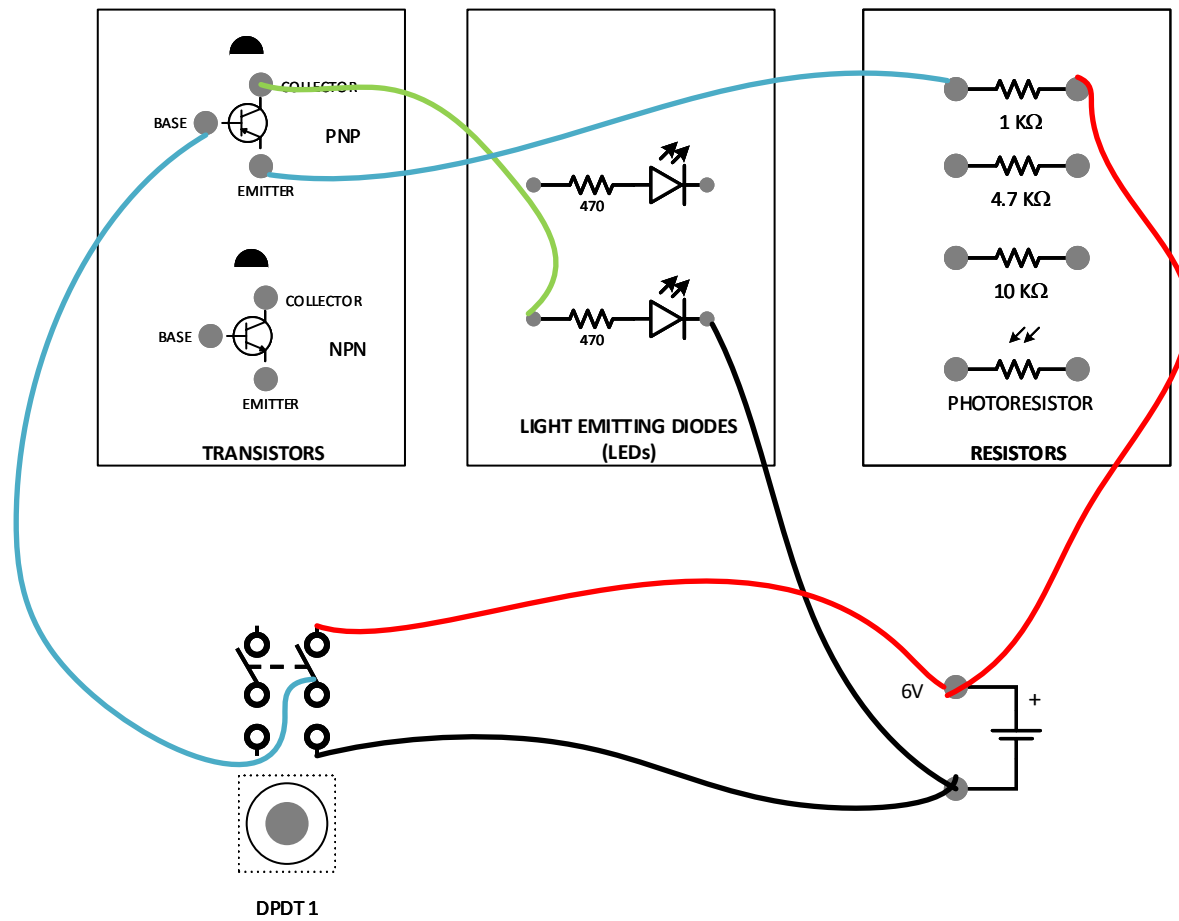 COLLECTOR
BASE
PNP
EMITTER
COLLECTOR
BASE
NPN
EMITTER
TRANSISTORS
470
470
LIGHT EMITTING DIODES
(LEDs)
1 KΩ
4.7 KΩ
10 KΩ
PHOTORESISTOR
RESISTORS
6V
+
DPDT 1